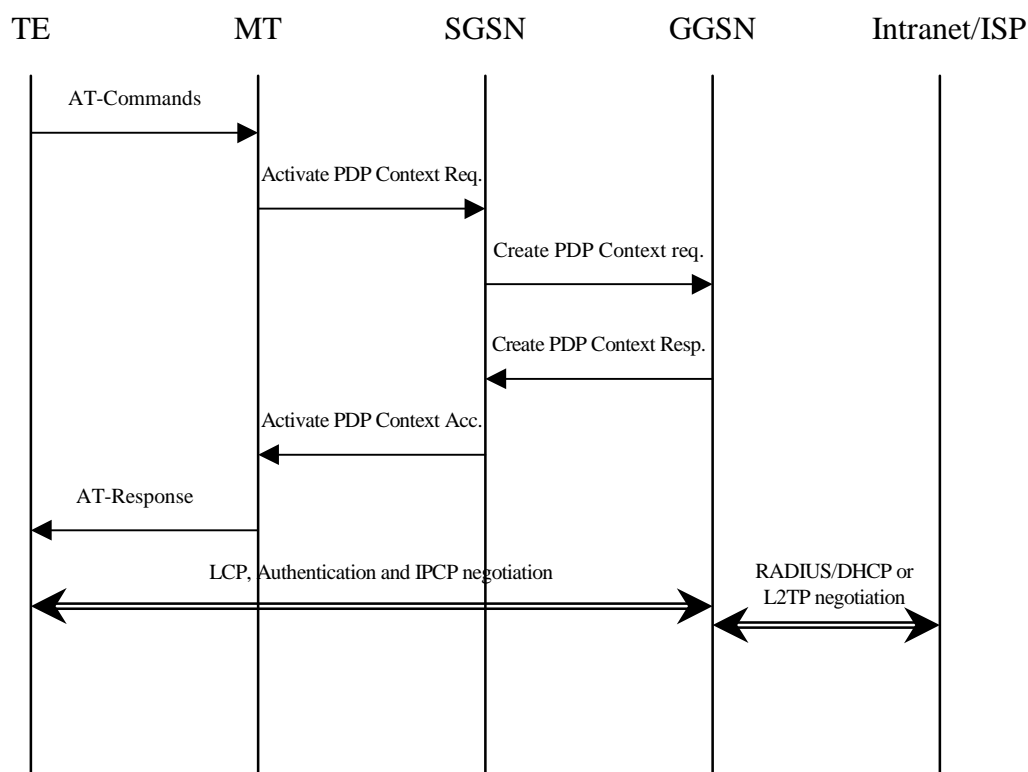 TE MT SGSN GGSN Intranet/ISP
AT-Commands
Activate PDP Context Req.
Create PDP Context req.
Create PDP Context Resp.
Activate PDP Context Acc.
AT-Response
LCP, Authentication and IPCP negotiation
RADIUS/DHCP or
L2TP negotiation